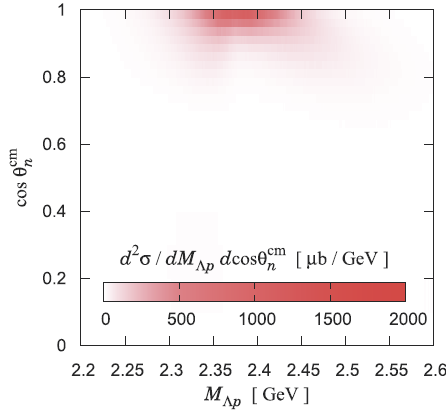 1
0.8
0.6
0.4
0.2
0
cos θ_n^cm
d²σ / dM_Λp dcosθ_n^cm [ μb / GeV ]
0 500 1000 1500 2000
2.2 2.25 2.3 2.35 2.4 2.45 2.5 2.55 2.6
M_Λp [ GeV ]